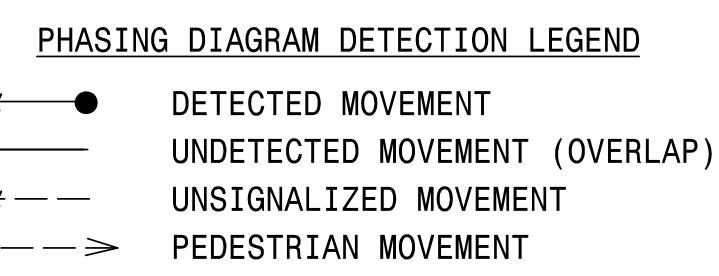 PHASING DIAGRAM DETECTION LEGEND
DETECTED MOVEMENT
UNDETECTED MOVEMENT (OVERLAP)
UNSIGNALIZED MOVEMENT
PEDESTRIAN MOVEMENT